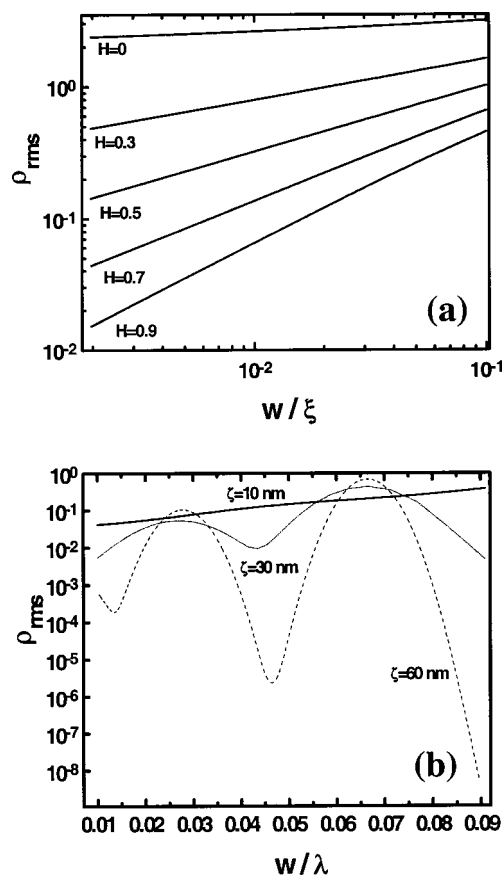 10⁰
10⁻¹
10⁻²
ρrms
H=0
H=0.3
H=0.5
H=0.7
H=0.9
(a)
10⁻²
10⁻¹
w / ξ
10⁰
10⁻¹
10⁻²
10⁻³
10⁻⁴
10⁻⁵
10⁻⁶
10⁻⁷
10⁻⁸
ρrms
ζ=10 nm
ζ=30 nm
ζ=60 nm
(b)
0.01 0.02 0.03 0.04 0.05 0.06 0.07 0.08 0.09
w / λ